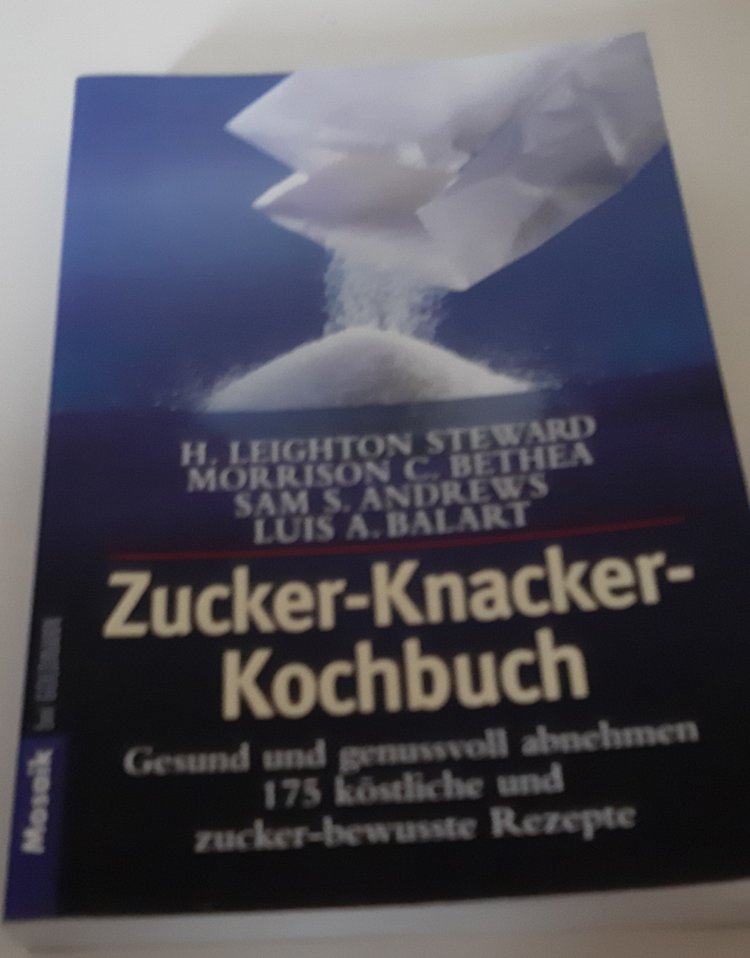 H. LEIGHTON STEWARD
MORRISON C. BETHEA
SAM S. ANDREWS
LUIS A. BALART
Zucker-Knacker-
Kochbuch
Gesund und genussvoll abnehmen
175 köstliche und
zucker-bewusste Rezepte
Mosaik